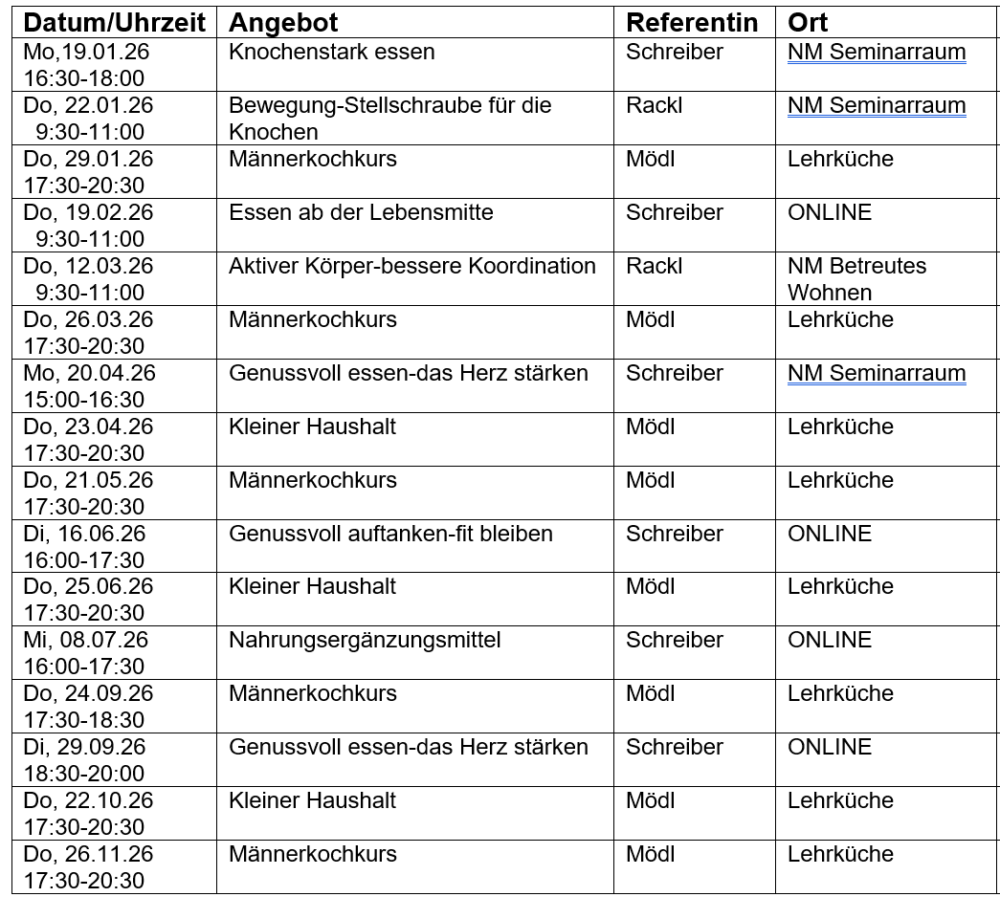 Datum/Uhrzeit Angebot Referentin Ort
Mo,19.01.26 Knochenstark essen Schreiber NM Seminarraum
16:30-18:00
Do, 22.01.26 Bewegung-Stellschraube für die Rackl NM Seminarraum
9:30-11:00 Knochen
Do, 29.01.26 Männerkochkurs Mödl Lehrküche
17:30-20:30
Do, 19.02.26 Essen ab der Lebensmitte Schreiber ONLINE
9:30-11:00
Do, 12.03.26 Aktiver Körper-bessere Koordination Rackl NM Betreutes
9:30-11:00 Wohnen
Do, 26.03.26 Männerkochkurs Mödl Lehrküche
17:30-20:30
Mo, 20.04.26 Genussvoll essen-das Herz stärken Schreiber NM Seminarraum
15:00-16:30
Do, 23.04.26 Kleiner Haushalt Mödl Lehrküche
17:30-20:30
Do, 21.05.26 Männerkochkurs Mödl Lehrküche
17:30-20:30
Di, 16.06.26 Genussvoll auftanken-fit bleiben Schreiber ONLINE
16:00-17:30
Do, 25.06.26 Kleiner Haushalt Mödl Lehrküche
17:30-20:30
Mi, 08.07.26 Nahrungsergänzungsmittel Schreiber ONLINE
16:00-17:30
Do, 24.09.26 Männerkochkurs Mödl Lehrküche
17:30-18:30
Di, 29.09.26 Genussvoll essen-das Herz stärken Schreiber ONLINE
18:30-20:00
Do, 22.10.26 Kleiner Haushalt Mödl Lehrküche
17:30-20:30
Do, 26.11.26 Männerkochkurs Mödl Lehrküche
17:30-20:30